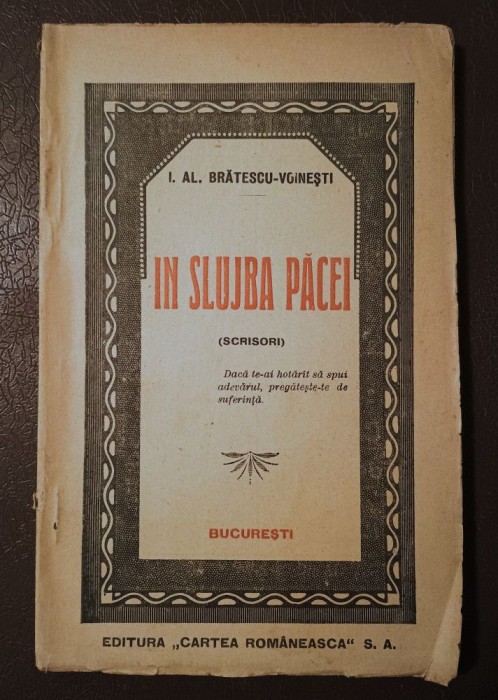 I. AL. BRĂTESCU-VOINEȘTI
IN SLUJBA PĂCEI
(SCRISORI)
Dacă te-ai hotărît să spui
adevărul, pregătește-te de
suferință.
BUCUREȘTI
EDITURA „CARTEA ROMÂNEASCA“ S. A.